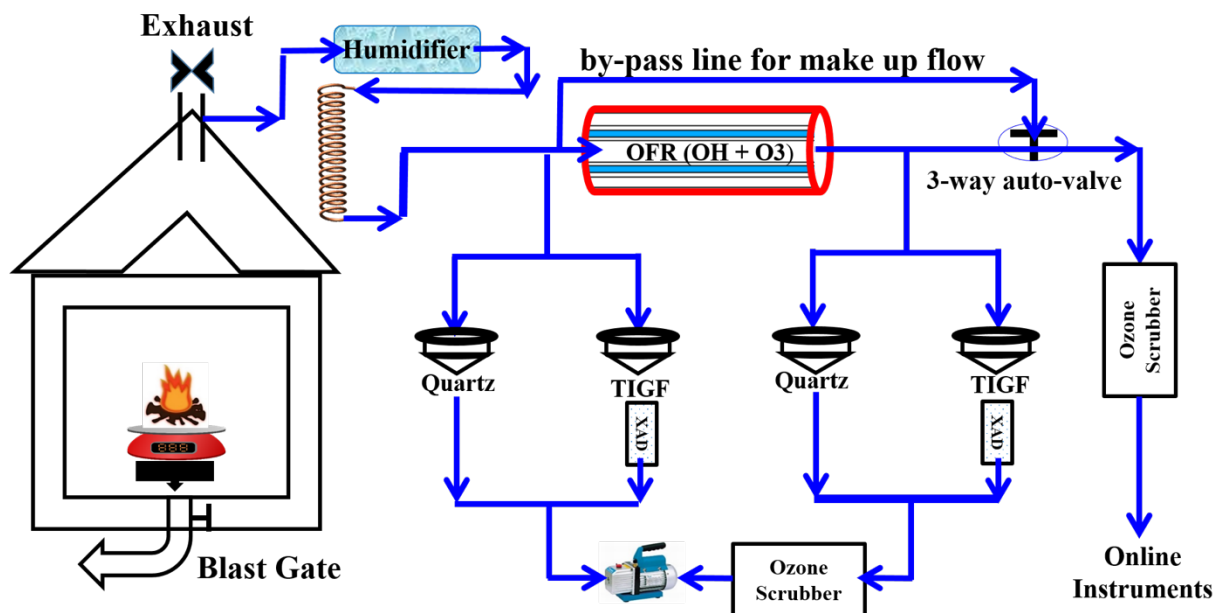 Exhaust
Humidifier
by-pass line for make up flow
OFR (OH + O3)
3-way auto-valve
Quartz
TIGF
XAD
Quartz
TIGF
XAD
Ozone
Scrubber
888
Blast Gate
Ozone
Scrubber
Online
Instruments